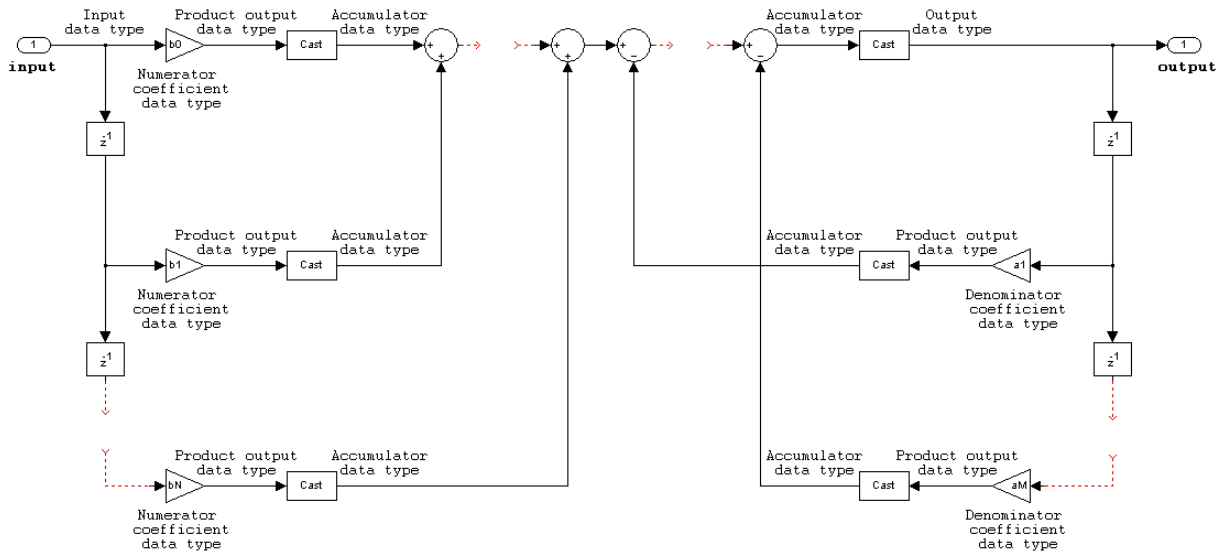 Input
data type
Product output
data type
Accumulator
data type
Accumulator
data type
Output
data type
1
b0
Cast
+
+
+
+
+
−
+
−
Cast
1
input
output
Numerator
coefficient
data type
z-1
z-1
Product output
data type
Accumulator
data type
Accumulator
data type
Product output
data type
b1
Cast
Cast
a1
Numerator
coefficient
data type
Denominator
coefficient
data type
z-1
z-1
Product output
data type
Accumulator
data type
Accumulator
data type
Product output
data type
bN
Cast
Cast
aM
Numerator
coefficient
data type
Denominator
coefficient
data type